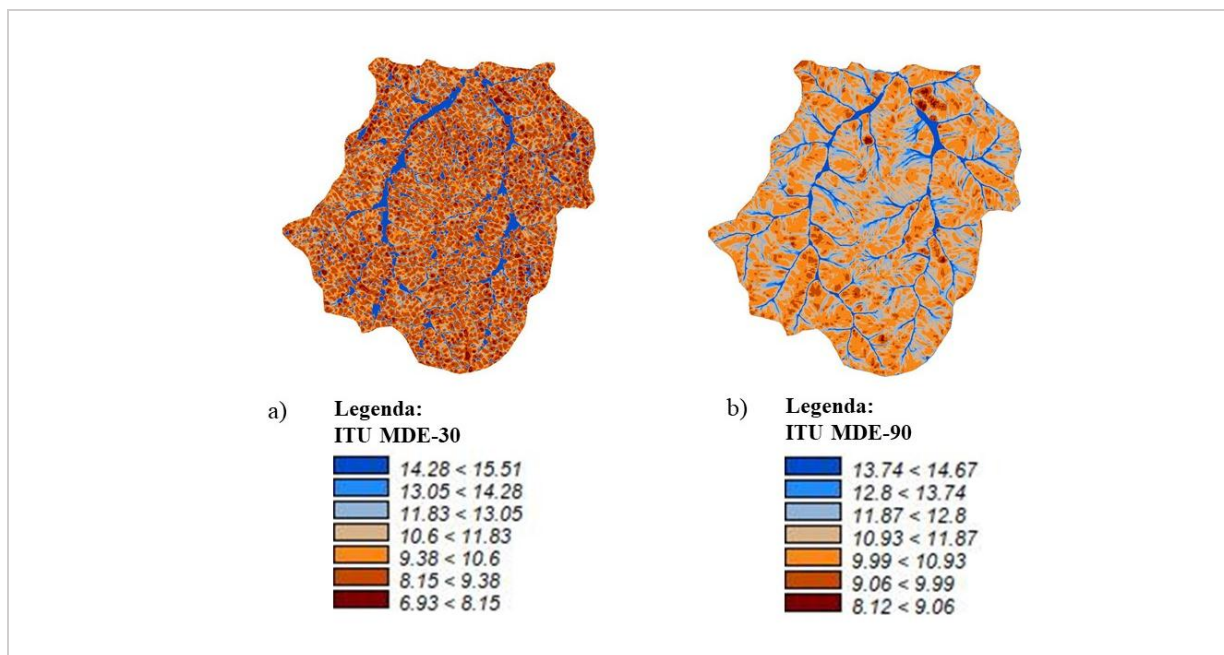 a)
Legenda:
ITU MDE-30
14.28 < 15.51
13.05 < 14.28
11.83 < 13.05
10.6 < 11.83
9.38 < 10.6
8.15 < 9.38
6.93 < 8.15
b)
Legenda:
ITU MDE-90
13.74 < 14.67
12.8 < 13.74
11.87 < 12.8
10.93 < 11.87
9.99 < 10.93
9.06 < 9.99
8.12 < 9.06